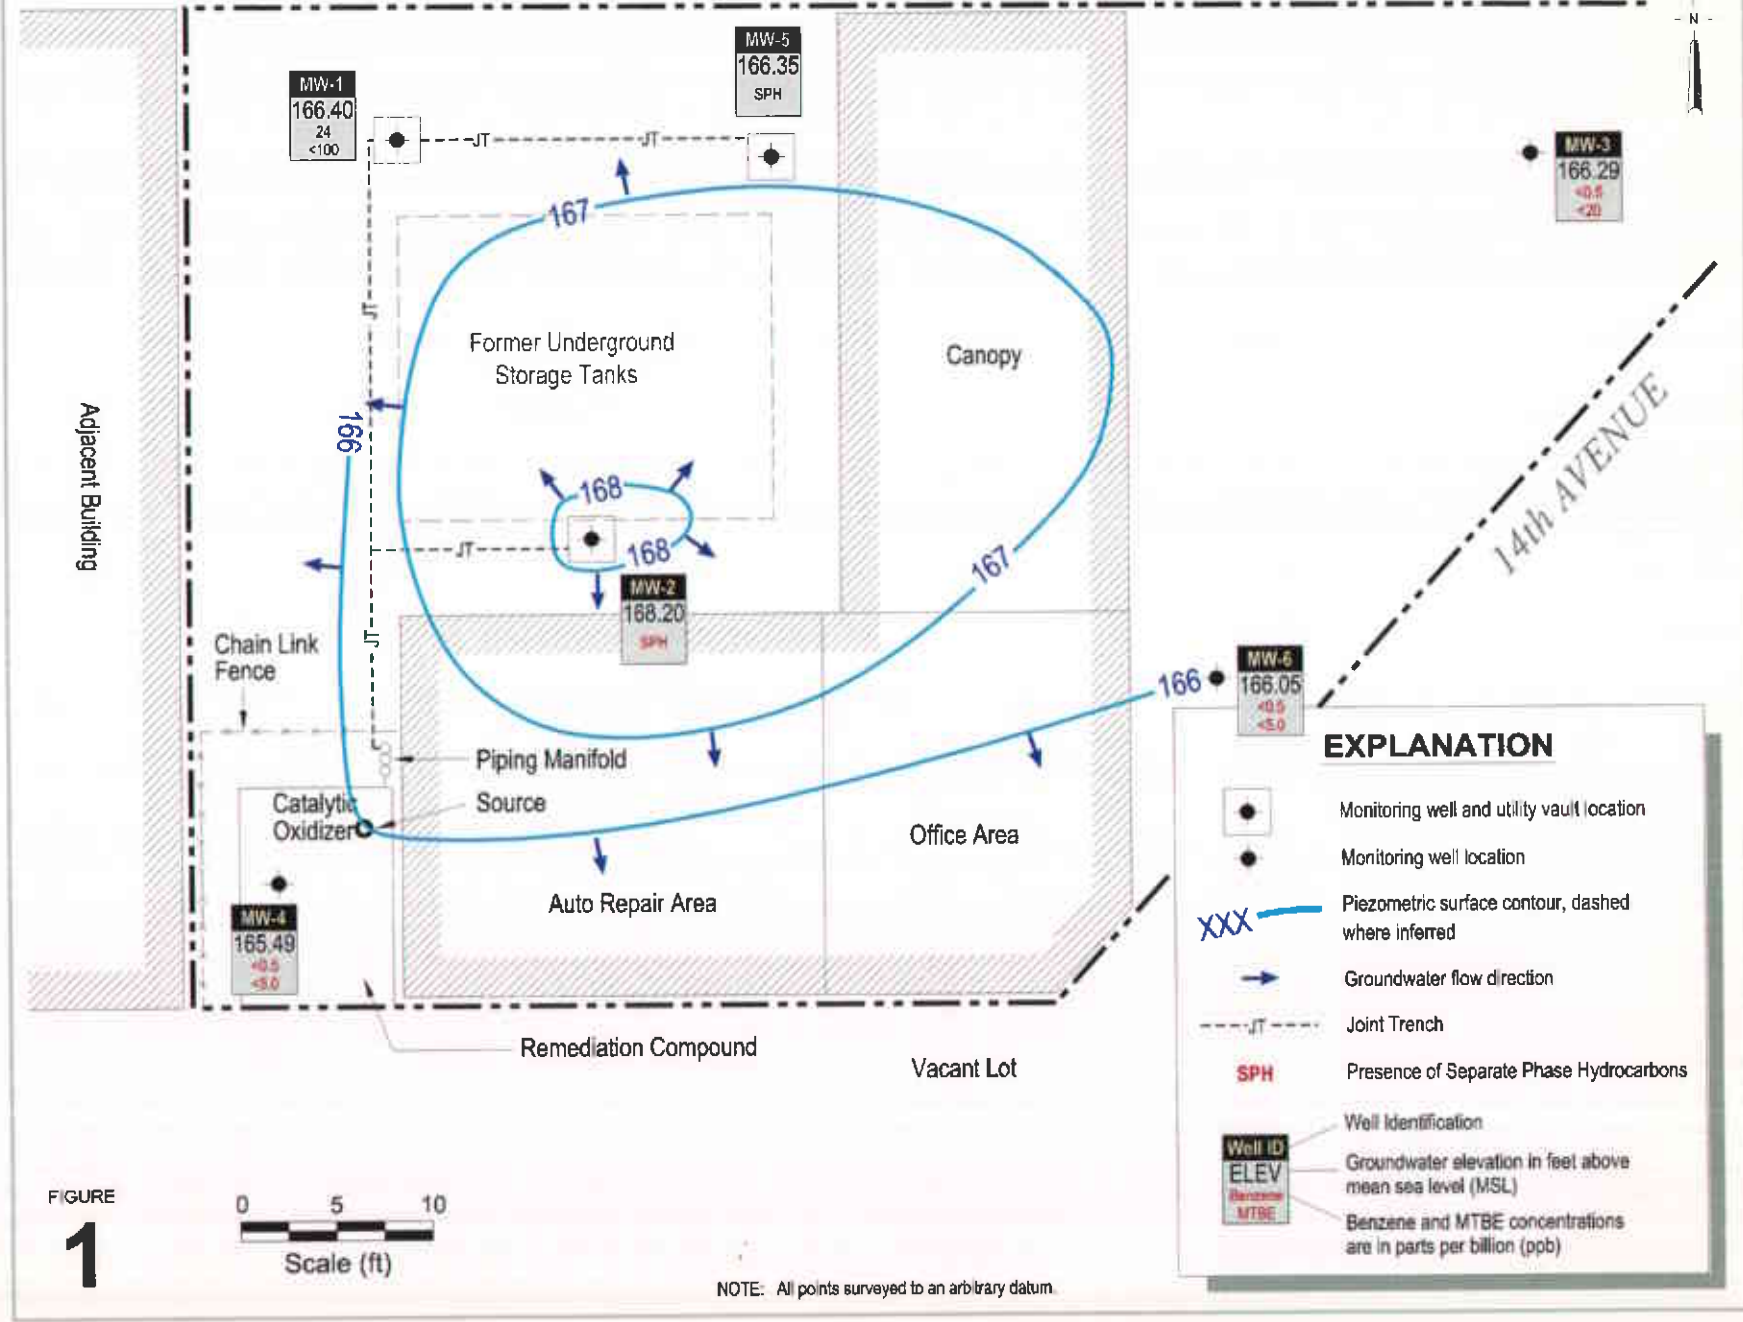 - N -
MW-5
166.35
SPH
MW-1
166.40
24
<100
JT
JT
MW-3
166.29
<0.5
<20
167
JT
Former Underground
Storage Tanks
Canopy
14th AVENUE
Adjacent Building
166
168
JT
168
167
MW-2
168.20
SPH
JT
Chain Link
Fence
166
MW-6
166.05
<0.5
<5.0
Piping Manifold
Source
Catalytic
Oxidizer
Office Area
Auto Repair Area
MW-4
165.49
<0.5
<5.0
Remediation Compound
Vacant Lot
EXPLANATION
Monitoring well and utility vault location
Monitoring well location
XXX
Piezometric surface contour, dashed
where inferred
Groundwater flow direction
JT
Joint Trench
SPH
Presence of Separate Phase Hydrocarbons
Well Identification
Well ID
ELEV
Benzene
MTBE
Groundwater elevation in feet above
mean sea level (MSL)
Benzene and MTBE concentrations
are in parts per billion (ppb)
FIGURE
1
0 5 10
Scale (ft)
NOTE: All points surveyed to an arbitrary datum.